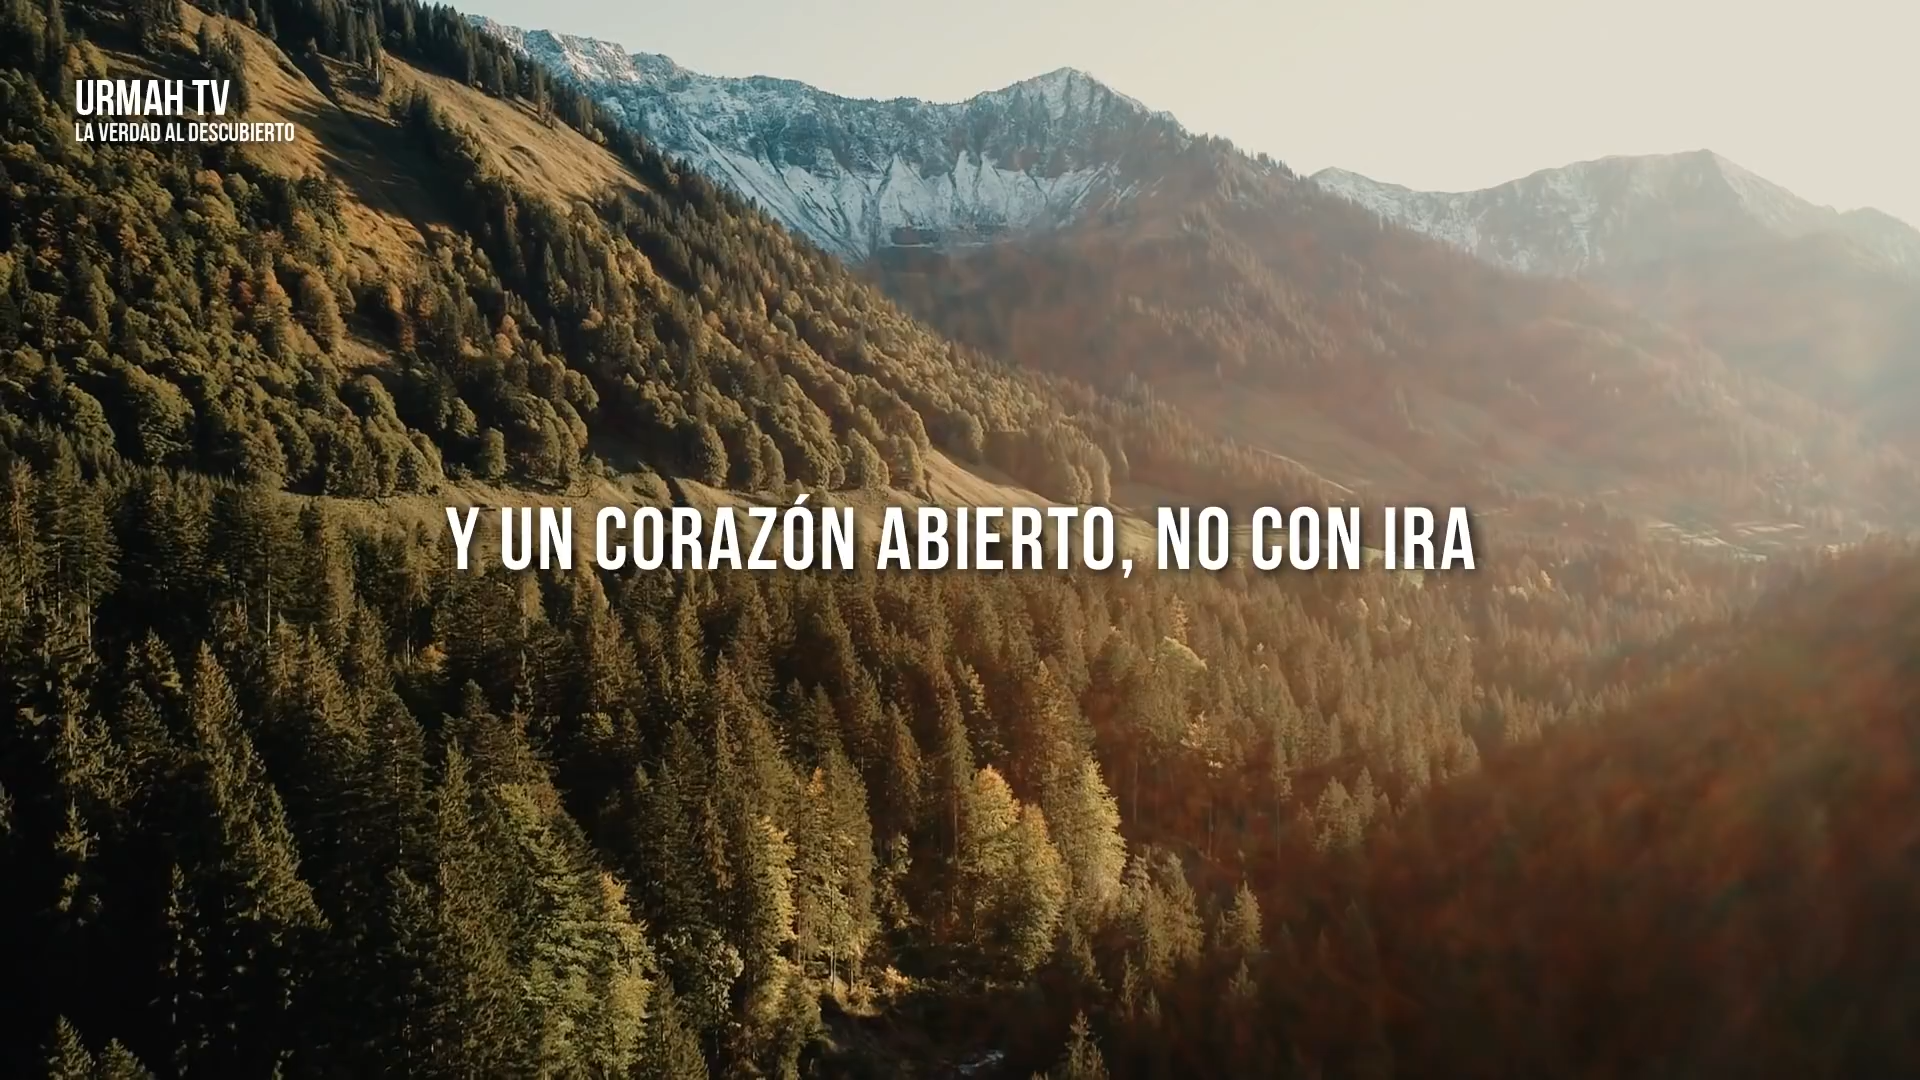 URMAH TV
LA VERDAD AL DESCUBIERTO
Y UN CORAZÓN ABIERTO, NO CON IRA